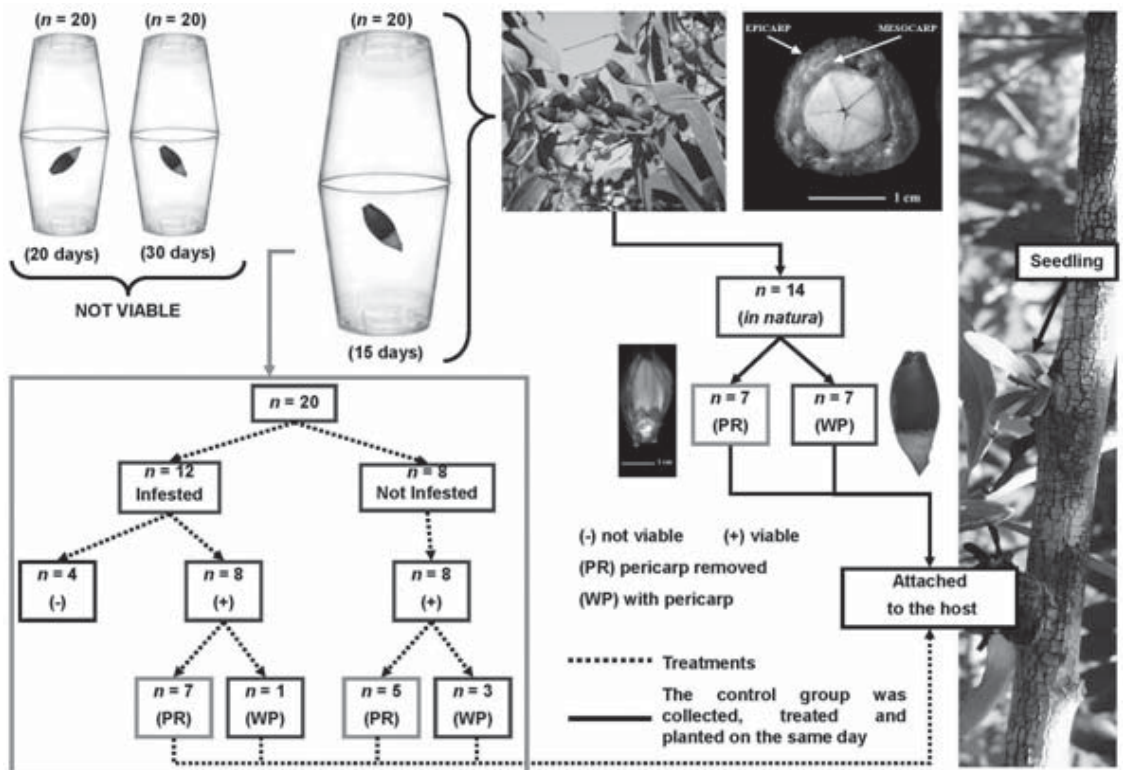 (n = 20)
(n = 20)
(n = 20)
(20 days)
(30 days)
NOT VIABLE
(15 days)
EPICARP
MESOCARP
1 cm
Seedling
n = 14
(in natura)
n = 7
(PR)
n = 7
(WP)
1 cm
n = 20
n = 12
Infested
n = 8
Not Infested
n = 4
(-)
n = 8
(+)
n = 8
(+)
n = 7
(PR)
n = 1
(WP)
n = 5
(PR)
n = 3
(WP)
(-) not viable (+) viable
(PR) pericarp removed
(WP) with pericarp
Attached
to the host
Treatments
The control group was
collected, treated and
planted on the same day